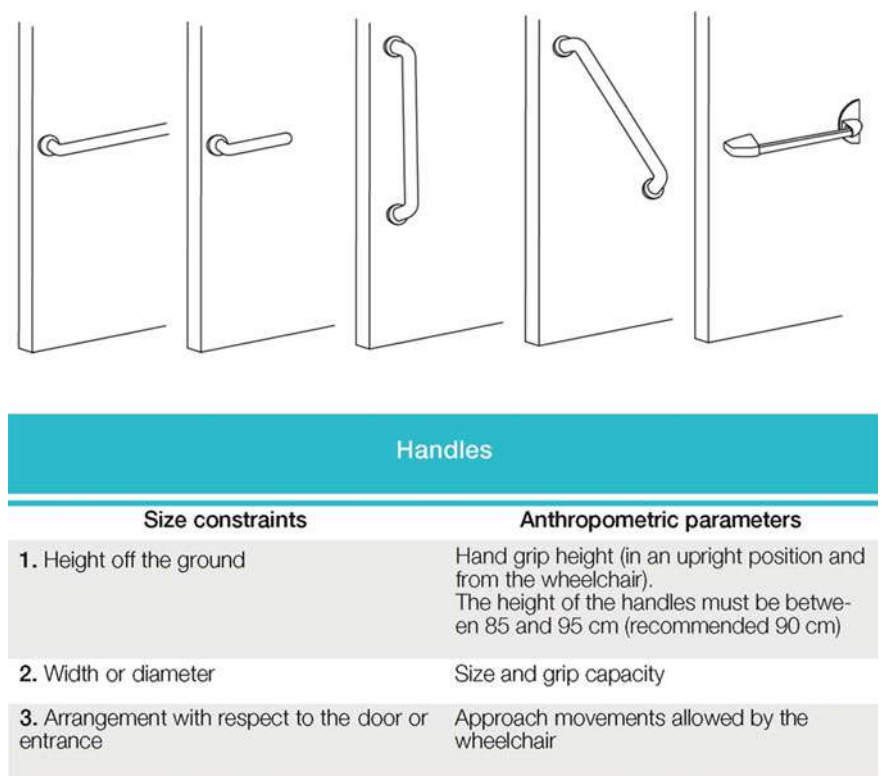 Handles
Size constraints
Anthropometric parameters
1. Height off the ground
Hand grip height (in an upright position and
from the wheelchair).
The height of the handles must be betwe-
en 85 and 95 cm (recommended 90 cm)
2. Width or diameter
Size and grip capacity
3. Arrangement with respect to the door or
entrance
Approach movements allowed by the
wheelchair